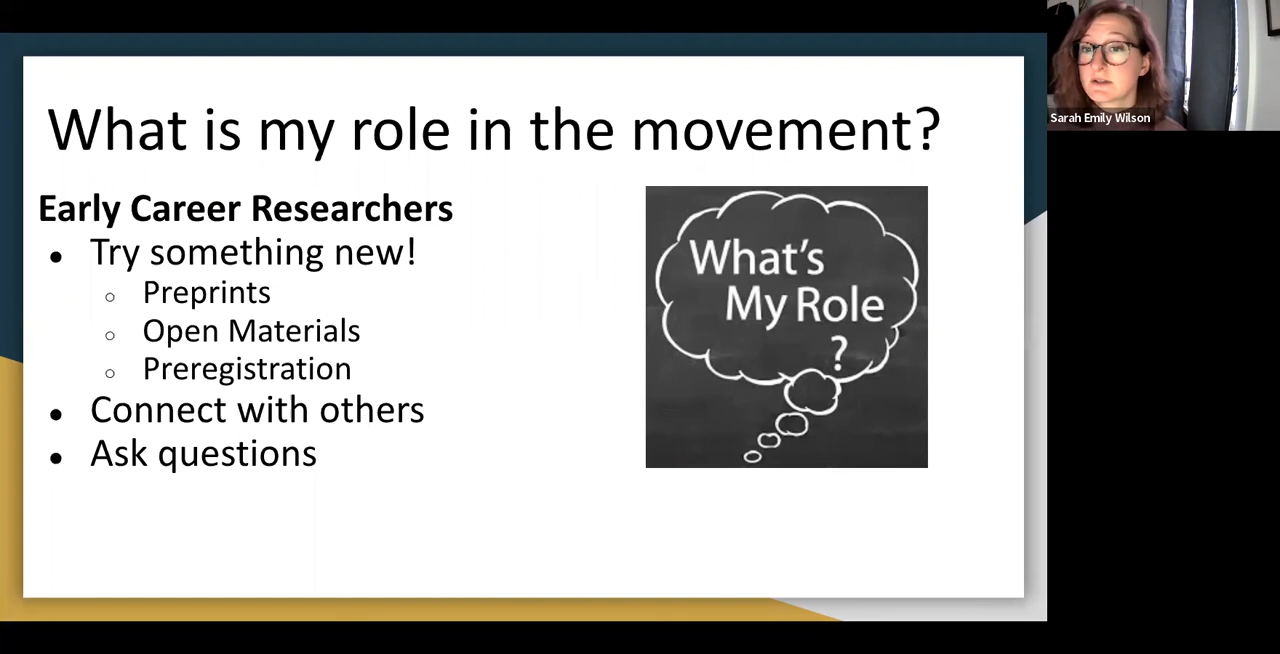 What is my role in the movement?
Early Career Researchers
● Try something new!
○ Preprints
○ Open Materials
○ Preregistration
● Connect with others
● Ask questions
What's
My Role
?
Sarah Emily Wilson